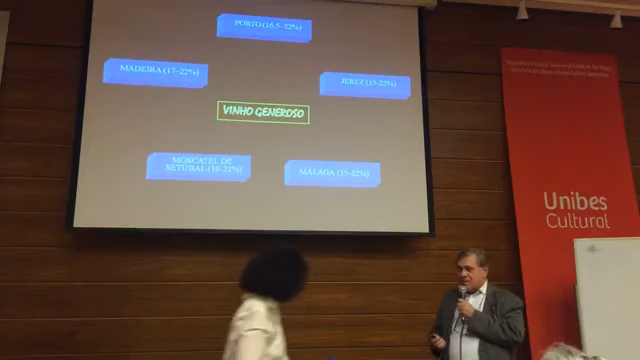 PORTO (16,5-22%)
MADEIRA (17-22%)
JEREZ (15-22%)
VINHO GENEROSO
MOSCATEL DE
SETÚBAL (16-22%)
MÁLAGA (15-22%)
Unibes
Cultural